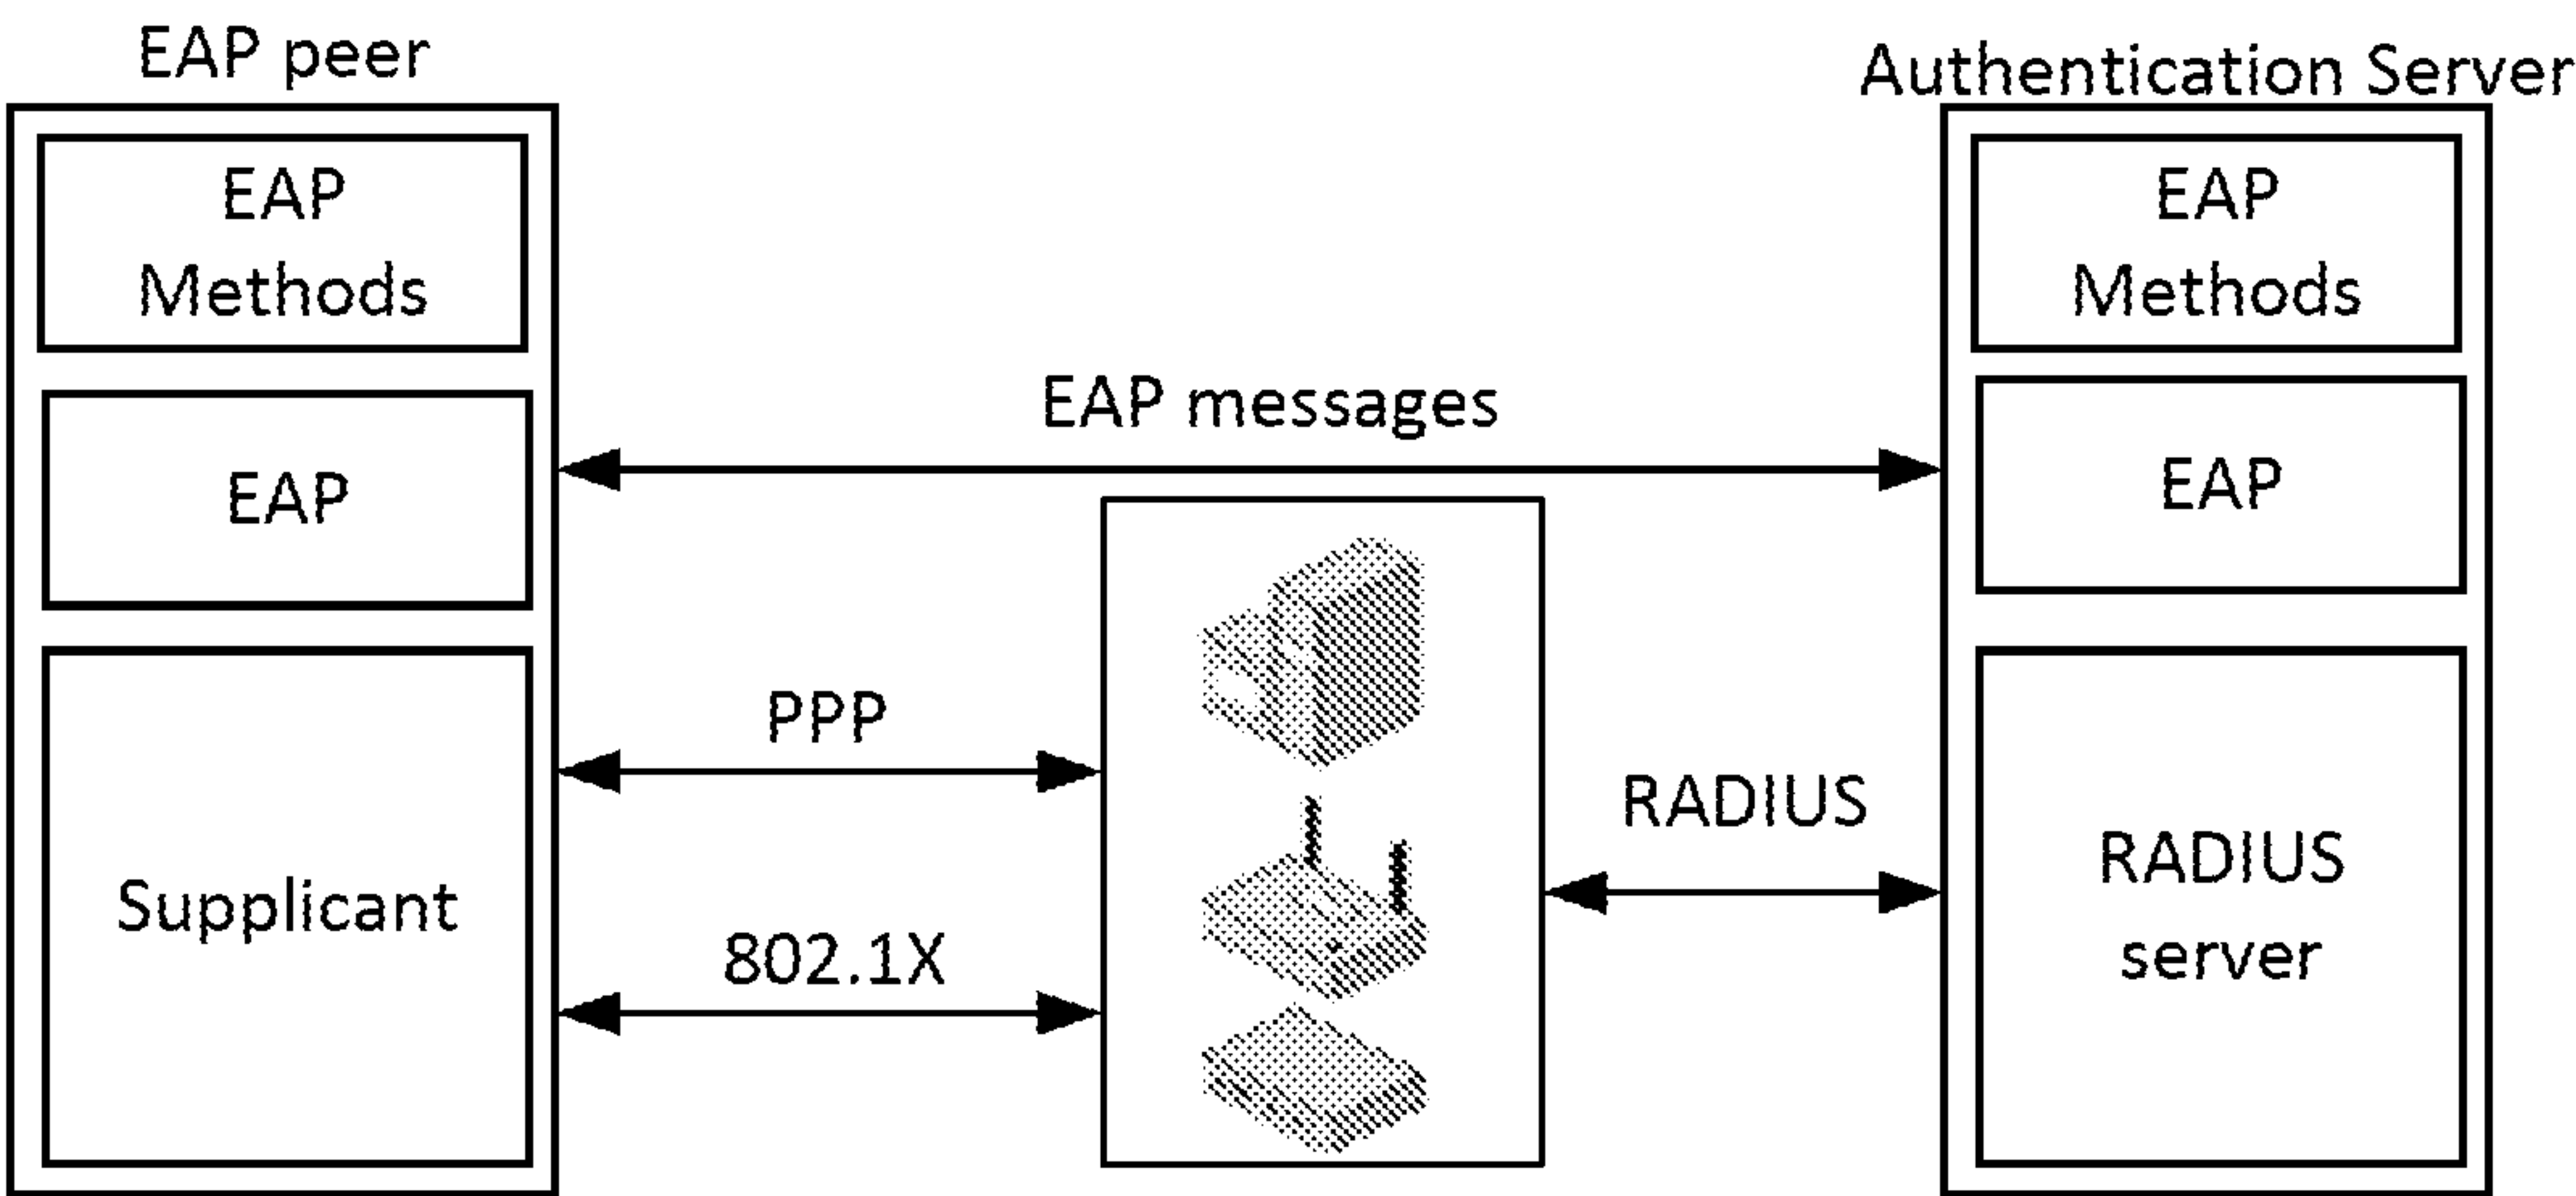 EAP peer
Authentication Server
EAP
Methods
EAP
Methods
EAP messages
EAP
EAP
PPP
RADIUS
RADIUS
server
Supplicant
802.1X